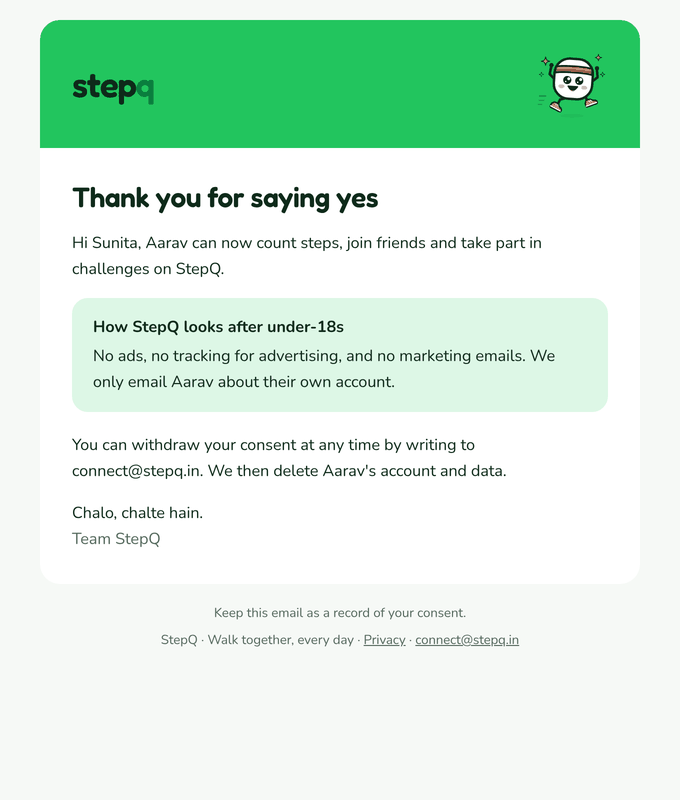 stepq
Thank you for saying yes
Hi Sunita, Aarav can now count steps, join friends and take part in
challenges on StepQ.
How StepQ looks after under-18s
No ads, no tracking for advertising, and no marketing emails. We
only email Aarav about their own account.
You can withdraw your consent at any time by writing to
connect@stepq.in. We then delete Aarav's account and data.
Chalo, chalte hain.
Team StepQ
Keep this email as a record of your consent.
StepQ · Walk together, every day · Privacy · connect@stepq.in